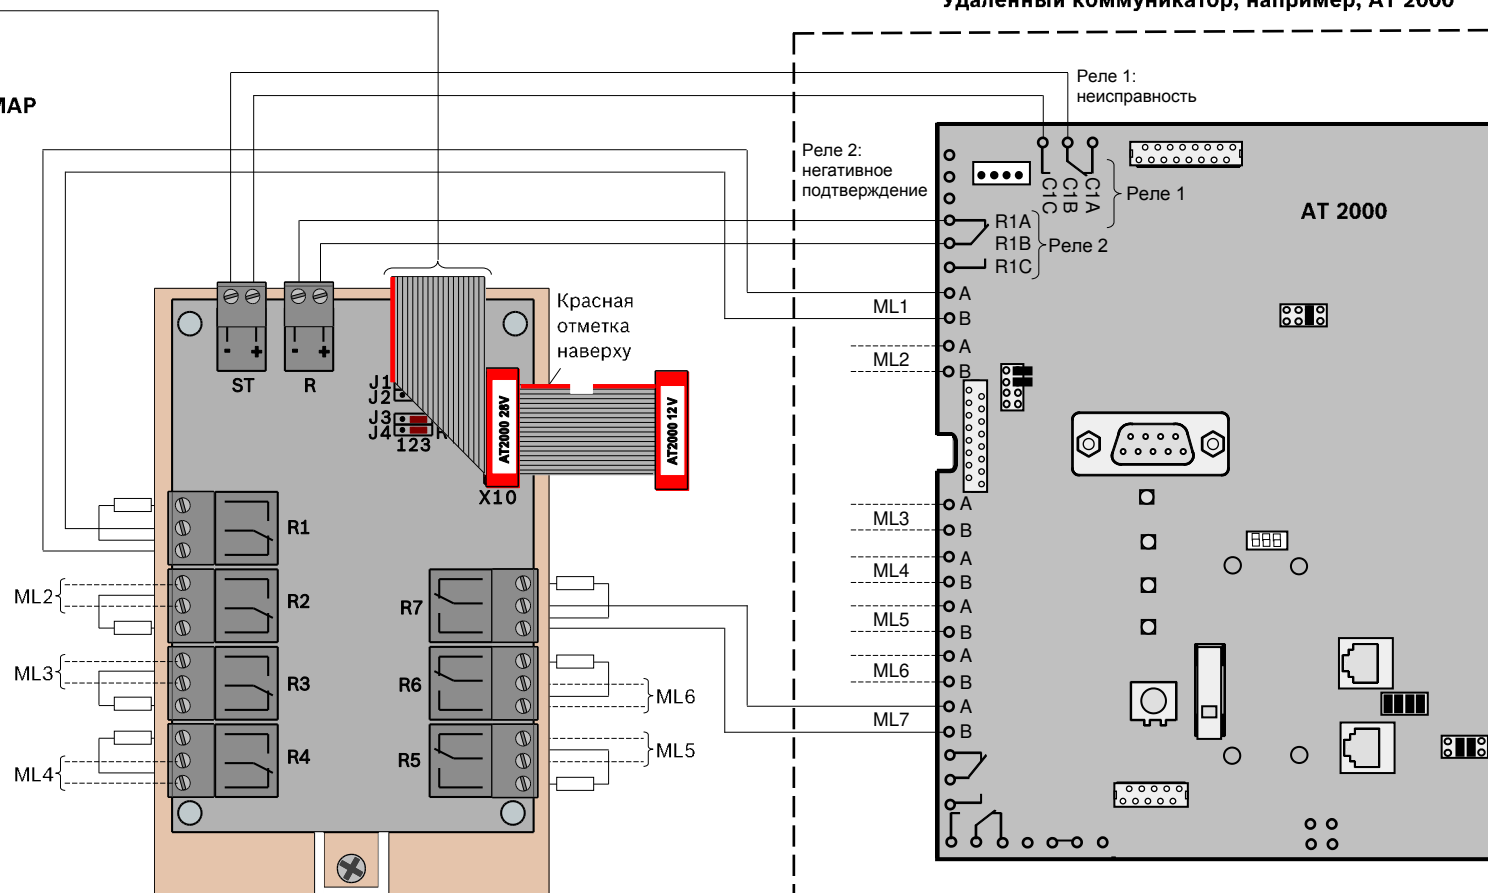 Удаленный коммуникатор, например, AT 2000
MAP
Реле 1:
неисправность
Реле 2:
негативное
подтверждение
C1C
C1B
C1A
Реле 1
AT 2000
R1A
R1B
R1C
Реле 2
ML1
A
B
ML2
A
B
Красная
отметка
наверху
- +
- +
ST
R
J1
J2
J3
J4
123
AT2000 28V
AT2000 12V
X10
R1
ML2
R2
R7
ML3
R3
R6
ML6
ML4
R4
R5
ML5
ML3
A
B
ML4
A
B
ML5
A
B
ML6
A
B
ML7
A
B